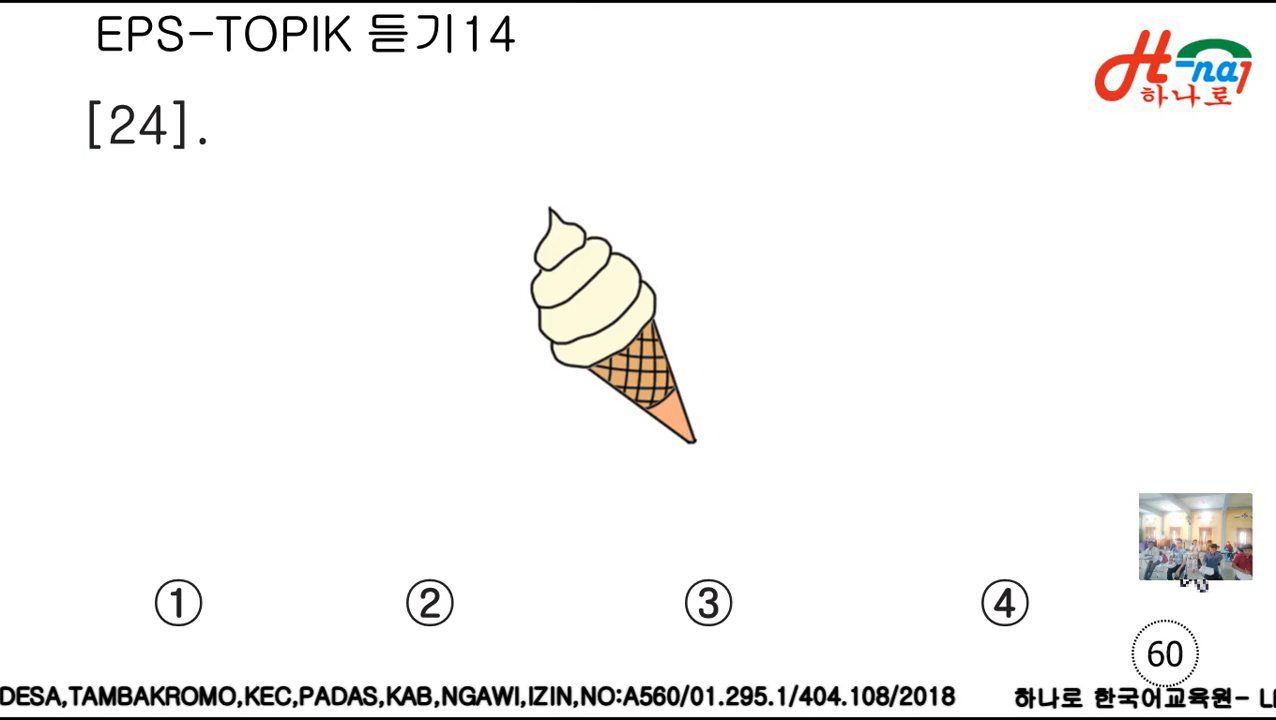 EPS-TOPIK 듣기14
H-na
하나로
[24].
① ② ③ ④
60
DESA,TAMBAKROMO,KEC,PADAS,KAB,NGAWI,IZIN,NO:A560/01.295.1/404.108/2018 하나로 한국어교육원-